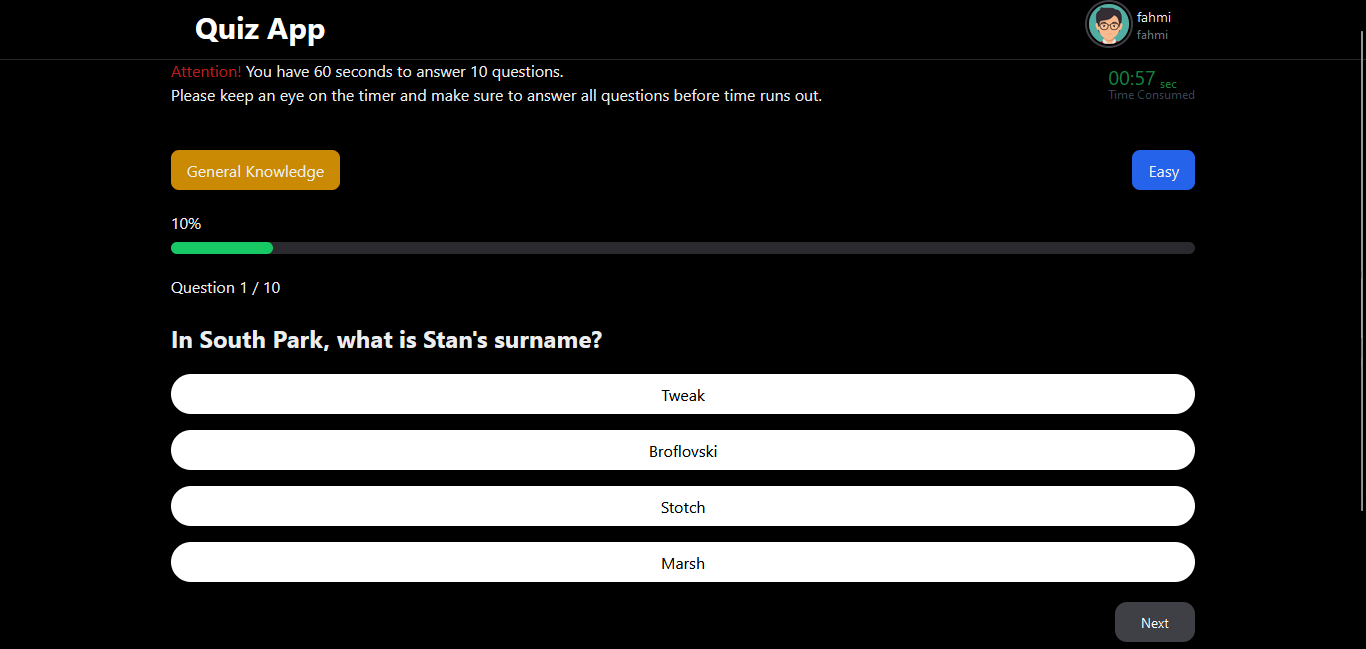 Quiz App
fahmi
fahmi
Attention! You have 60 seconds to answer 10 questions.
Please keep an eye on the timer and make sure to answer all questions before time runs out.
00:57 sec
Time Consumed
General Knowledge
Easy
10%
Question 1 / 10
In South Park, what is Stan's surname?
Tweak
Broflovski
Stotch
Marsh
Next